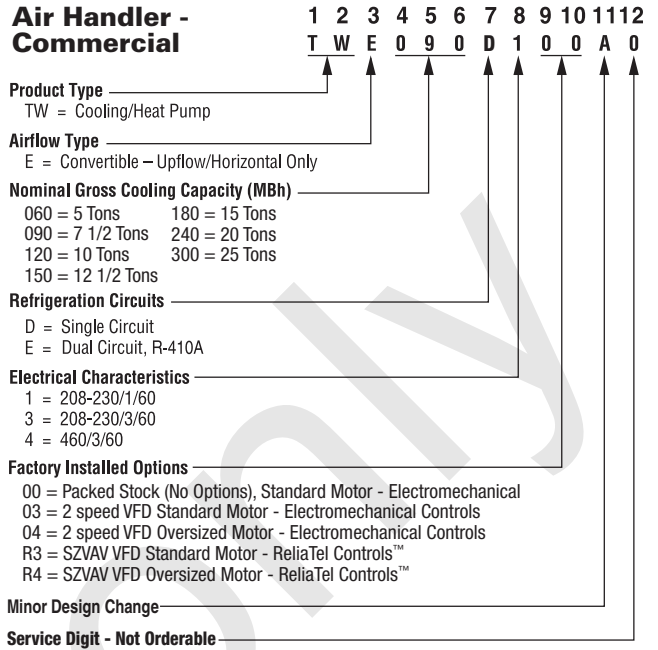 Air Handler -
Commercial
1 2 3 4 5 6 7 8 9 10 11 12
T W E 0 9 0 D 1 0 0 A 0
Product Type
TW = Cooling/Heat Pump
Airflow Type
E = Convertible – Upflow/Horizontal Only
Nominal Gross Cooling Capacity (MBh)
060 = 5 Tons 180 = 15 Tons
090 = 7 1/2 Tons 240 = 20 Tons
120 = 10 Tons 300 = 25 Tons
150 = 12 1/2 Tons
Refrigeration Circuits
D = Single Circuit
E = Dual Circuit, R-410A
Electrical Characteristics
1 = 208-230/1/60
3 = 208-230/3/60
4 = 460/3/60
Factory Installed Options
00 = Packed Stock (No Options), Standard Motor - Electromechanical
03 = 2 speed VFD Standard Motor - Electromechanical Controls
04 = 2 speed VFD Oversized Motor - Electromechanical Controls
R3 = SZVAV VFD Standard Motor - ReliaTel Controls™
R4 = SZVAV VFD Oversized Motor - ReliaTel Controls™
Minor Design Change
Service Digit - Not Orderable
only